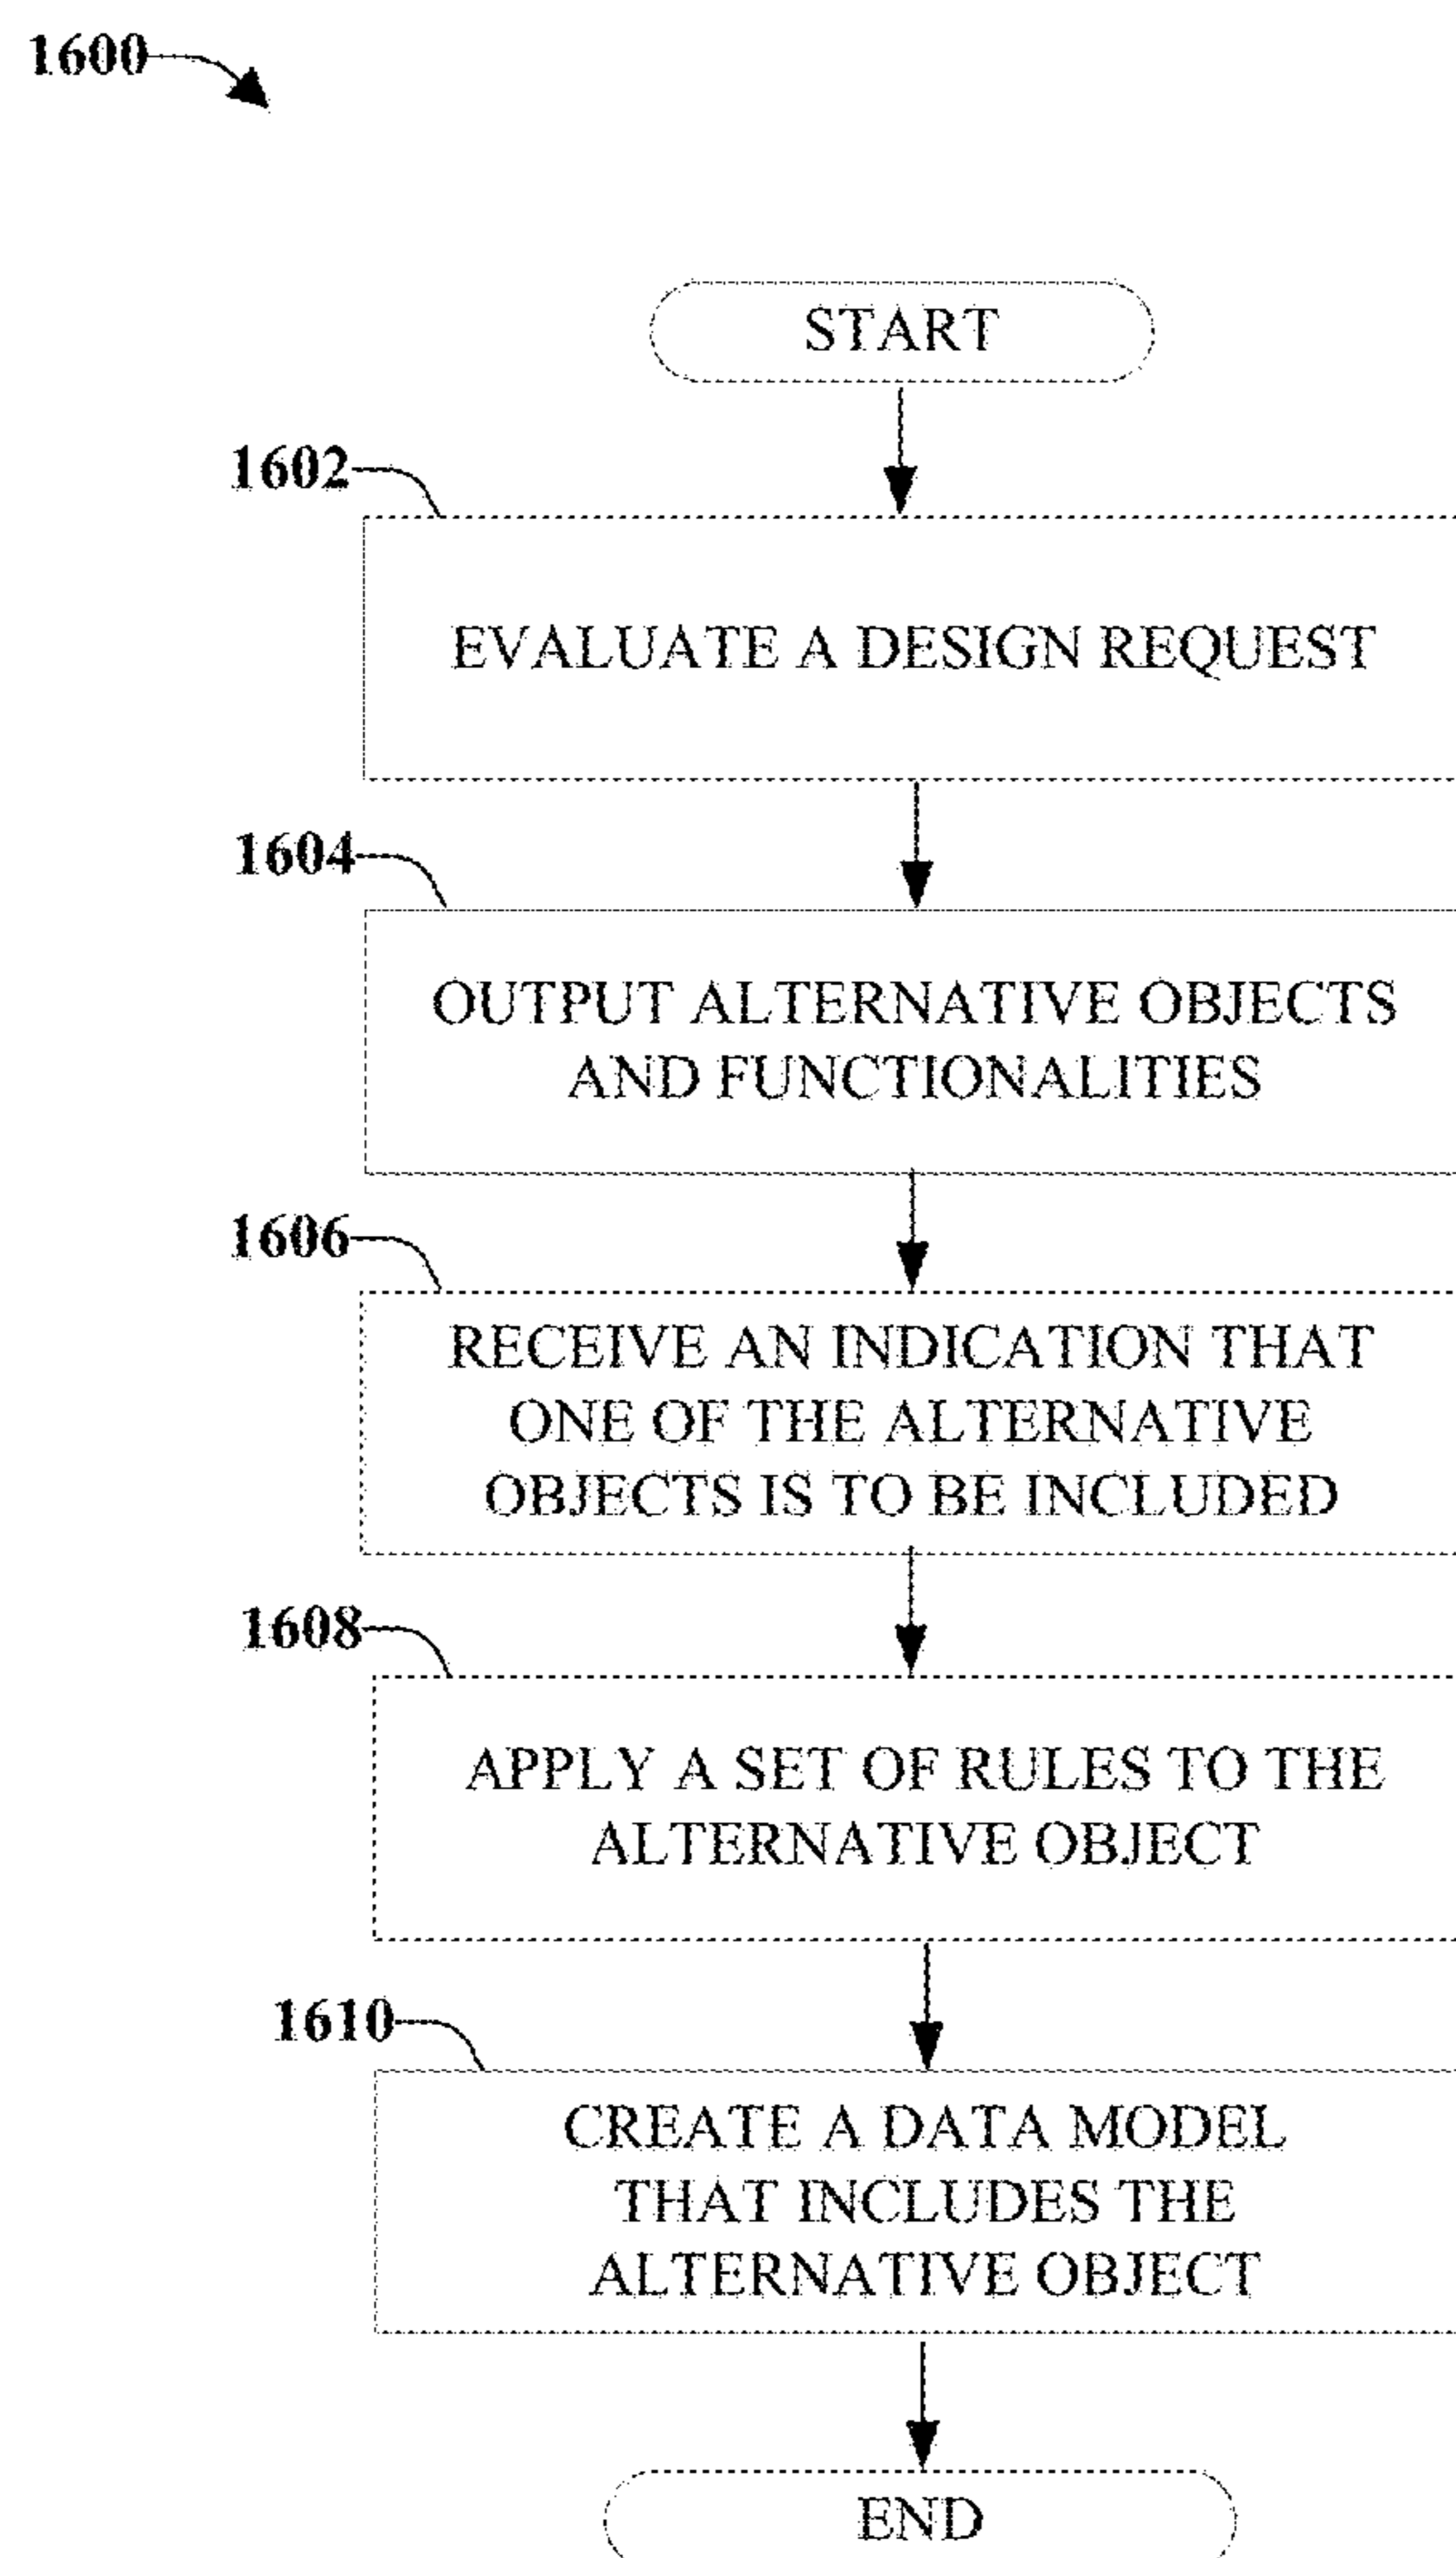 1600
START
1602
EVALUATE A DESIGN REQUEST
1604
OUTPUT ALTERNATIVE OBJECTS
AND FUNCTIONALITIES
1606
RECEIVE AN INDICATION THAT
ONE OF THE ALTERNATIVE
OBJECTS IS TO BE INCLUDED
1608
APPLY A SET OF RULES TO THE
ALTERNATIVE OBJECT
1610
CREATE A DATA MODEL
THAT INCLUDES THE
ALTERNATIVE OBJECT
END